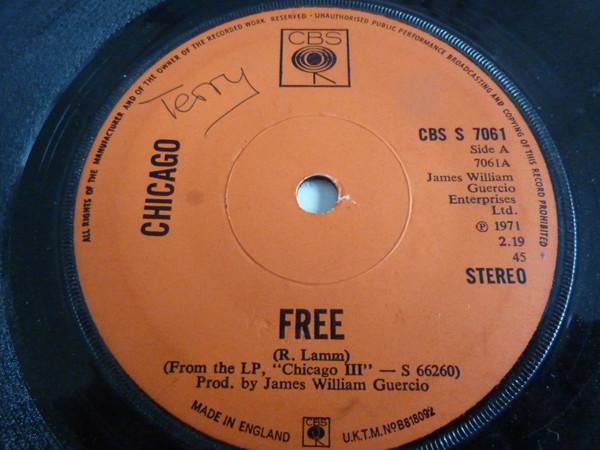 ALL RIGHTS OF THE MANUFACTURER AND OF THE OWNER OF THE RECORDED WORK RESERVED · UNAUTHORISED PUBLIC PERFORMANCE BROADCASTING AND COPYING OF THIS RECORD PROHIBITED
CBS
Terry
CHICAGO
CBS S 7061
Side A
7061A
James William
Guercio
Enterprises
Ltd.
℗ 1971
2.19
45
STEREO
FREE
(R. Lamm)
(From the LP, "Chicago III" — S 66260)
Prod. by James William Guercio
MADE IN ENGLAND
CBS
U.K.T.M. NºB818092